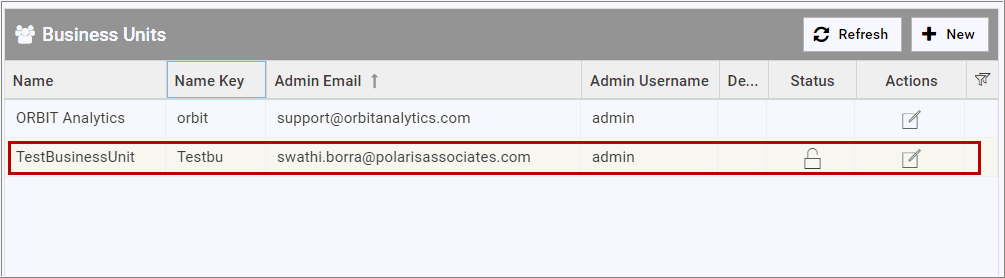 Business Units
Refresh
New
Name Name Key Admin Email Admin Username De... Status Actions
ORBIT Analytics orbit support@orbitanalytics.com admin
TestBusinessUnit Testbu swathi.borra@polarisassociates.com admin